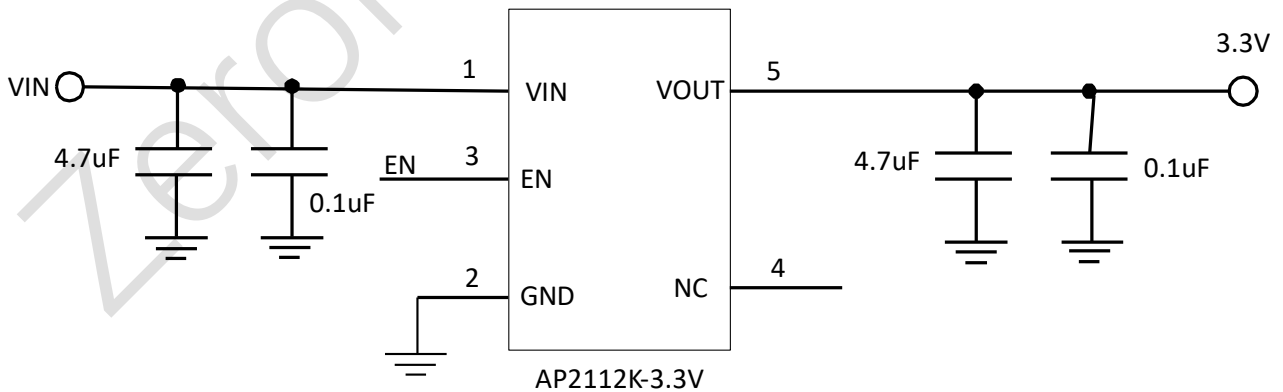 3.3V
VIN
1
VIN
VOUT
5
4.7uF
EN
3
EN
0.1uF
4.7uF
0.1uF
2
GND
NC
4
AP2112K-3.3V